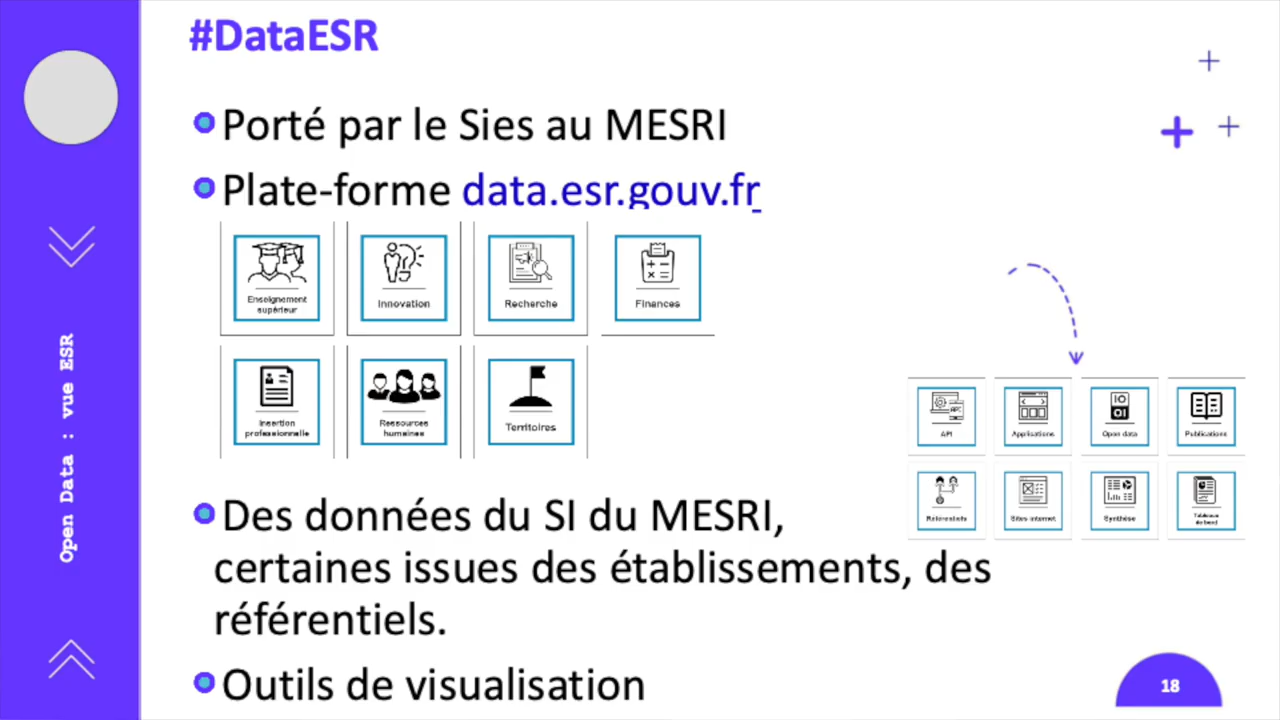 #DataESR
Porté par le Sies au MESRI
Plate-forme data.esr.gouv.fr
Enseignement
supérieur
Innovation
Recherche
Finances
Insertion
professionnelle
Ressources
humaines
Territoires
API
Applications
Open data
Publications
Référentiels
Sites internet
Synthèse
Tableaux
de bord
Des données du SI du MESRI,
certaines issues des établissements, des
référentiels.
Outils de visualisation
Open Data : vue ESR
18